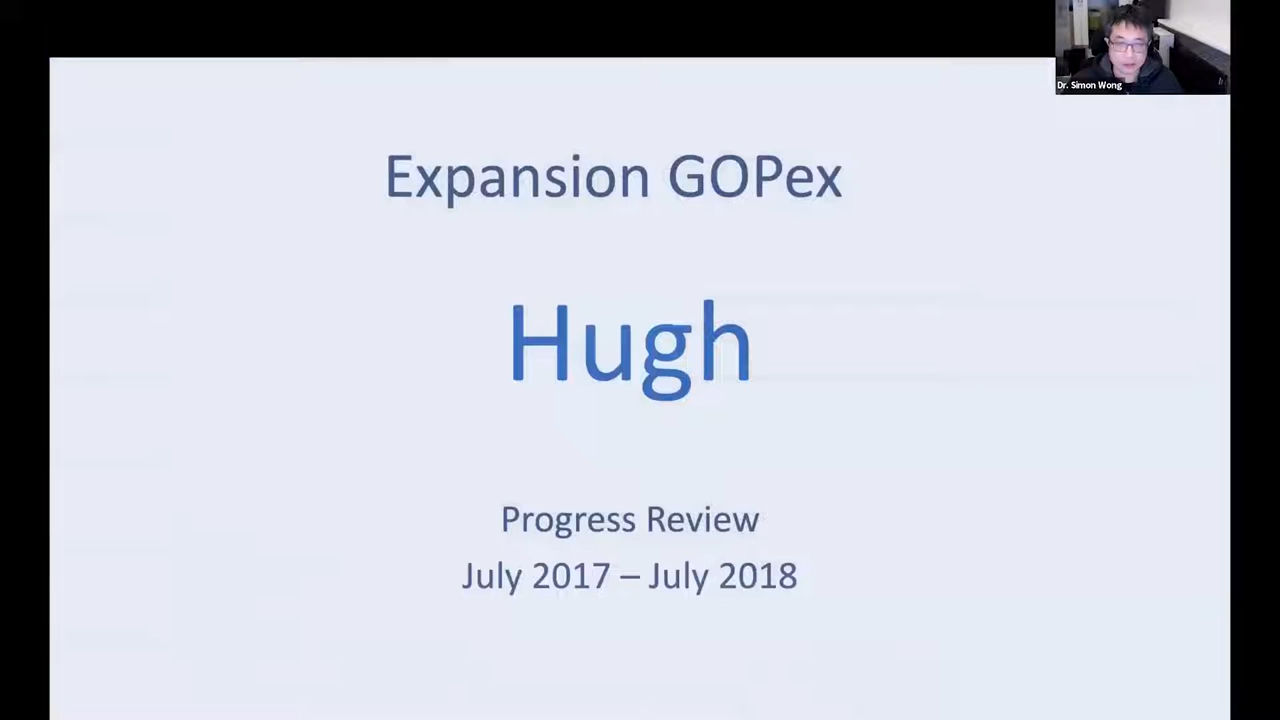 Dr. Simon Wong
Expansion GOPex
Hugh
Progress Review
July 2017 – July 2018